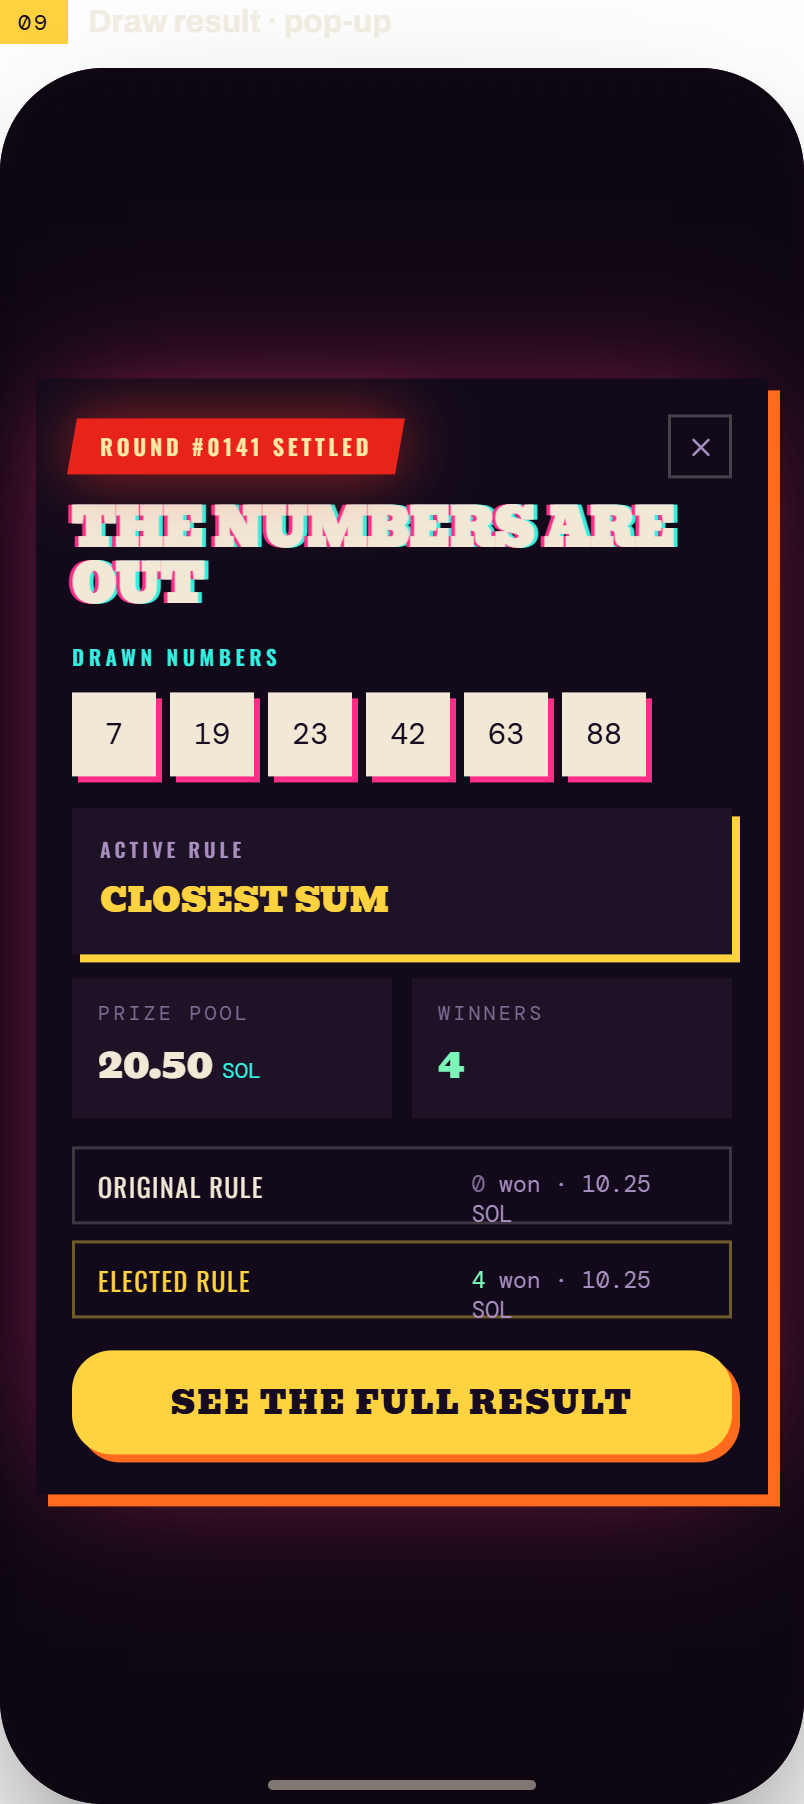 09 Draw result · pop-up
ROUND #0141 SETTLED
THE NUMBERS ARE
OUT
DRAWN NUMBERS
7 19 23 42 63 88
ACTIVE RULE
CLOSEST SUM
PRIZE POOL WINNERS
20.50 SOL 4
ORIGINAL RULE 0 won · 10.25
SOL
ELECTED RULE 4 won · 10.25
SOL
SEE THE FULL RESULT